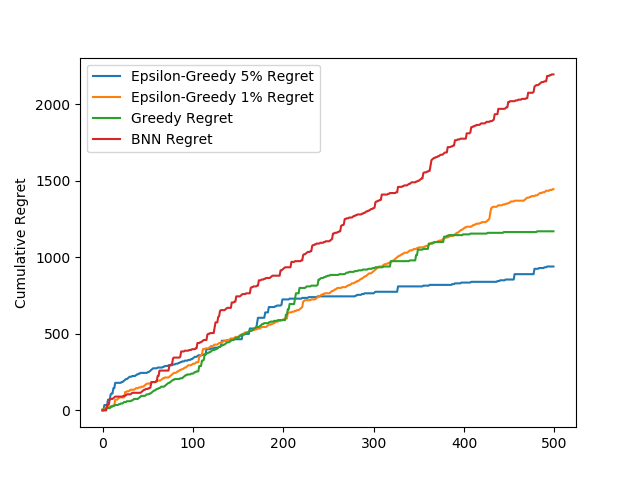 Epsilon-Greedy 5% Regret
Epsilon-Greedy 1% Regret
Greedy Regret
BNN Regret
Cumulative Regret
2000
1500
1000
500
0
0 100 200 300 400 500